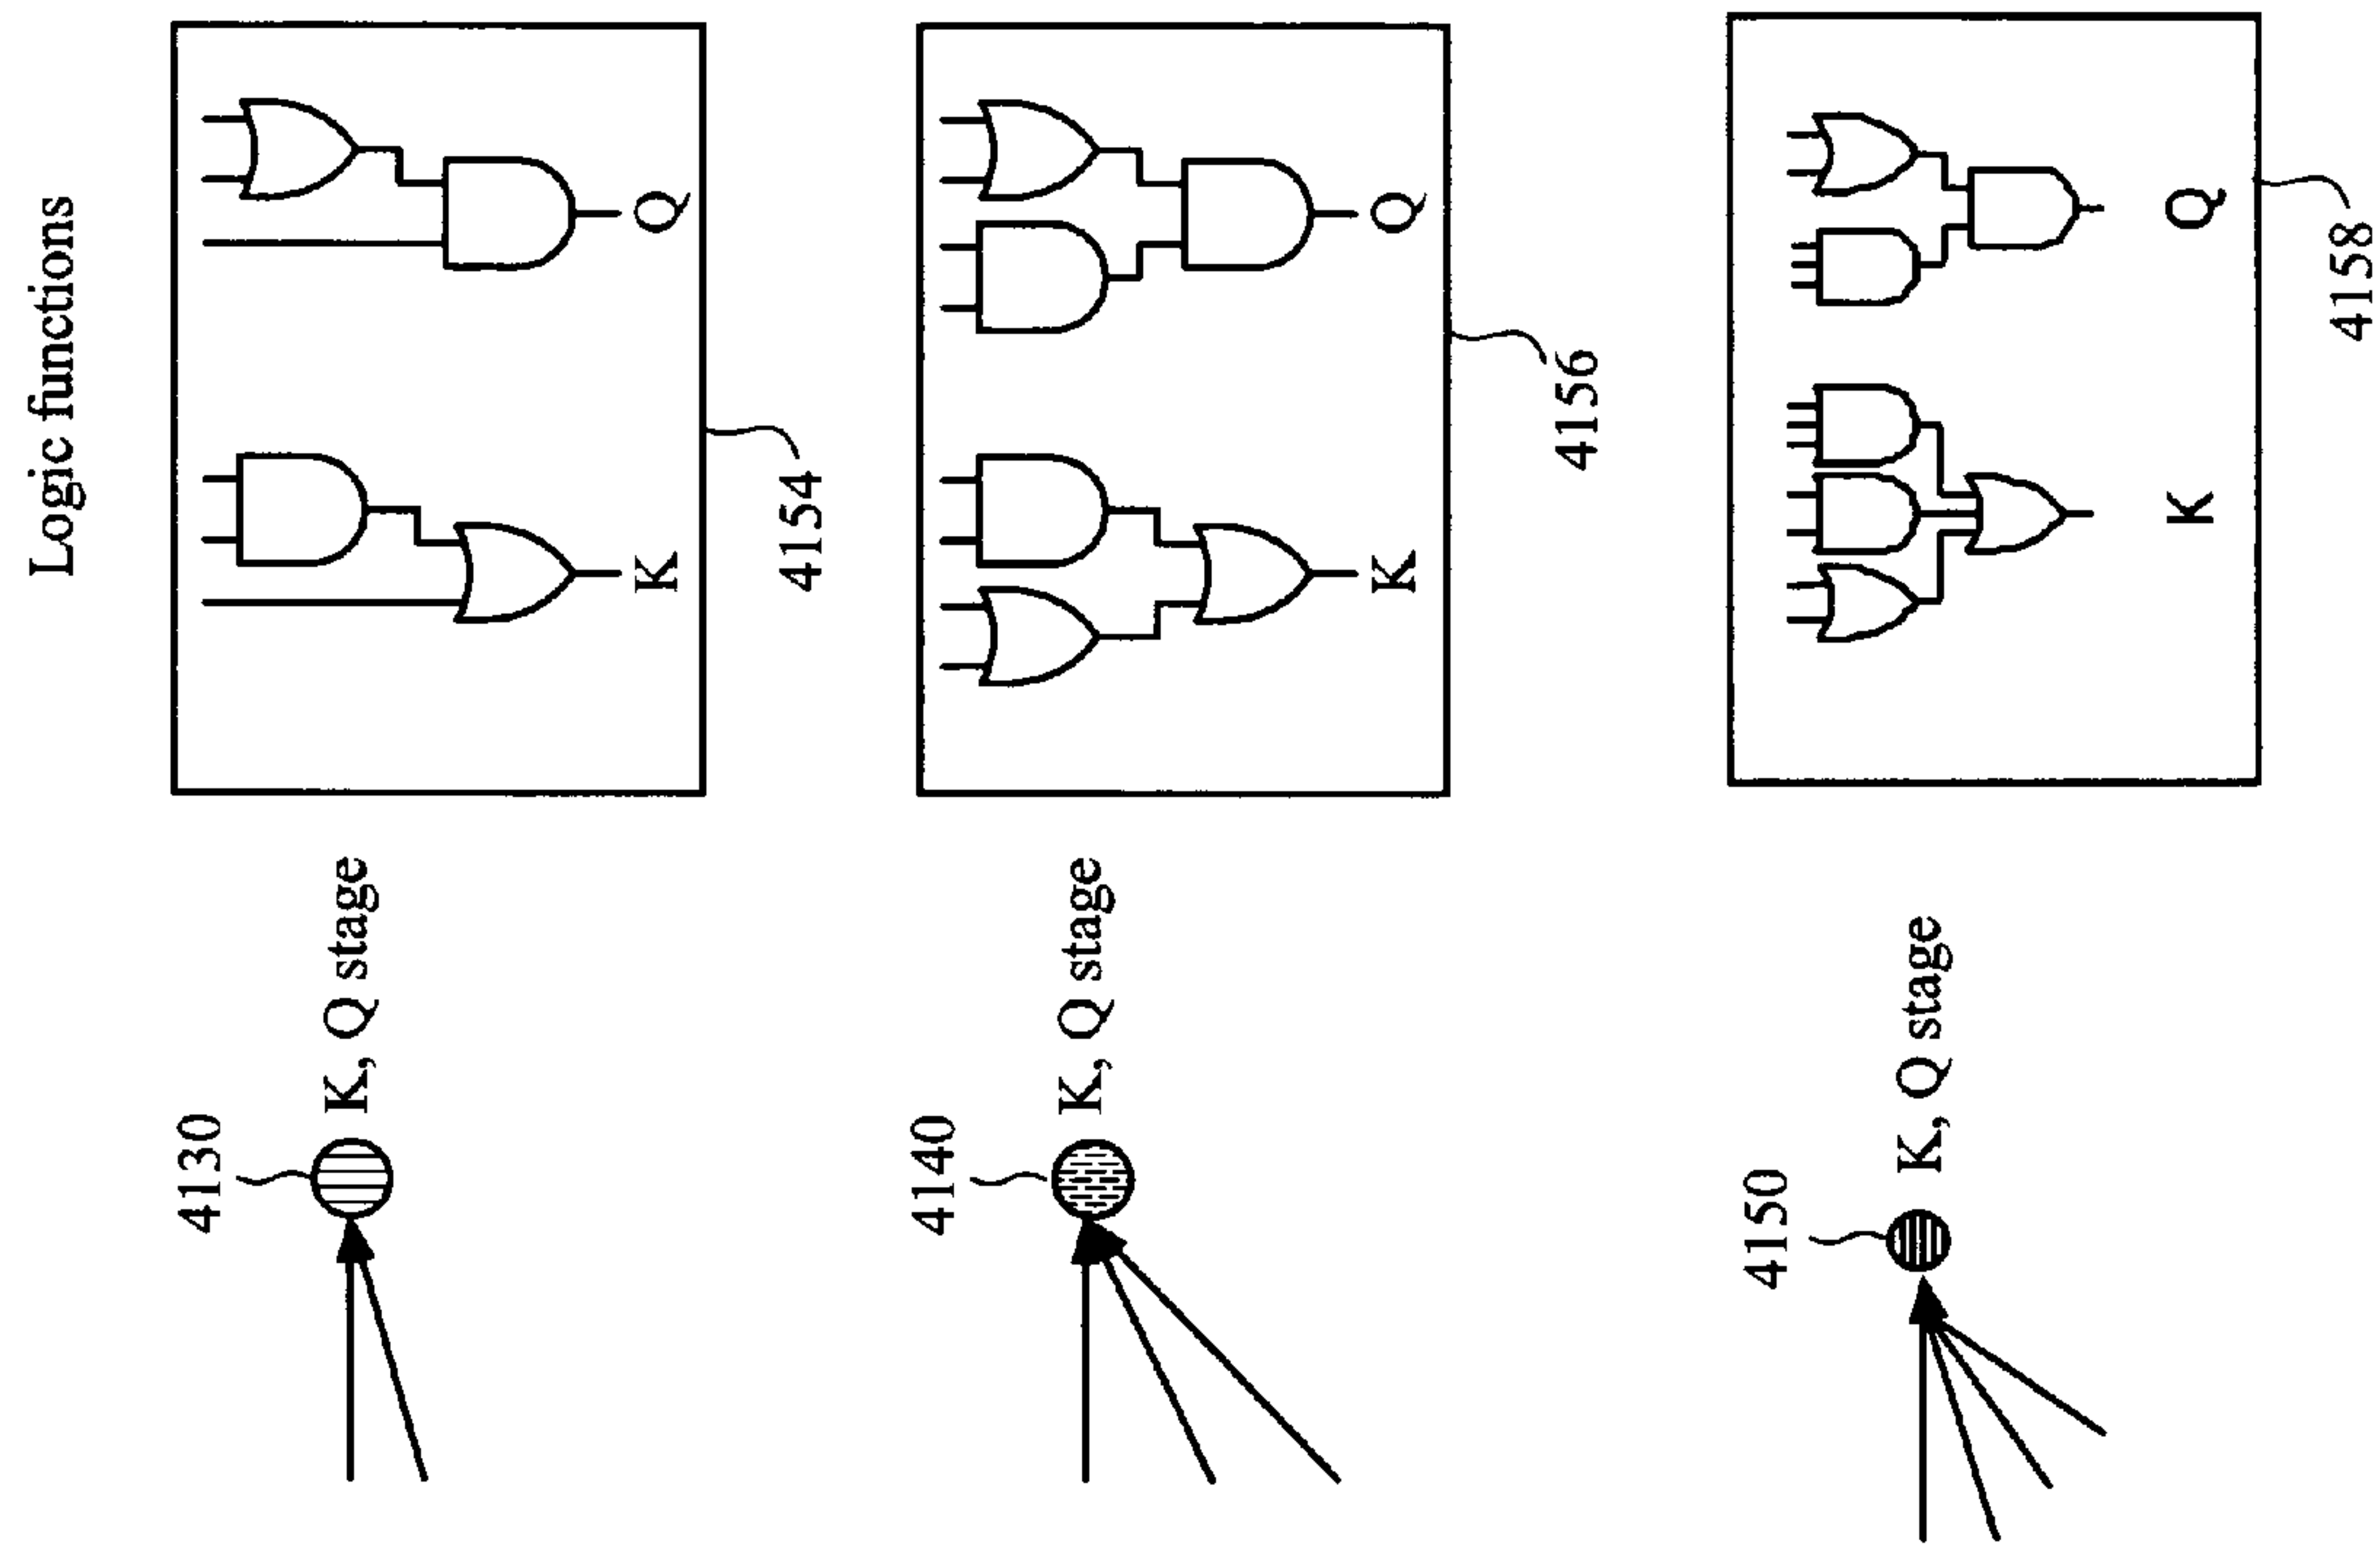 Logic functions
4130
K, Q stage
K
Q
4154
4140
K, Q stage
K
Q
4156
4150
K, Q stage
K
Q
4158